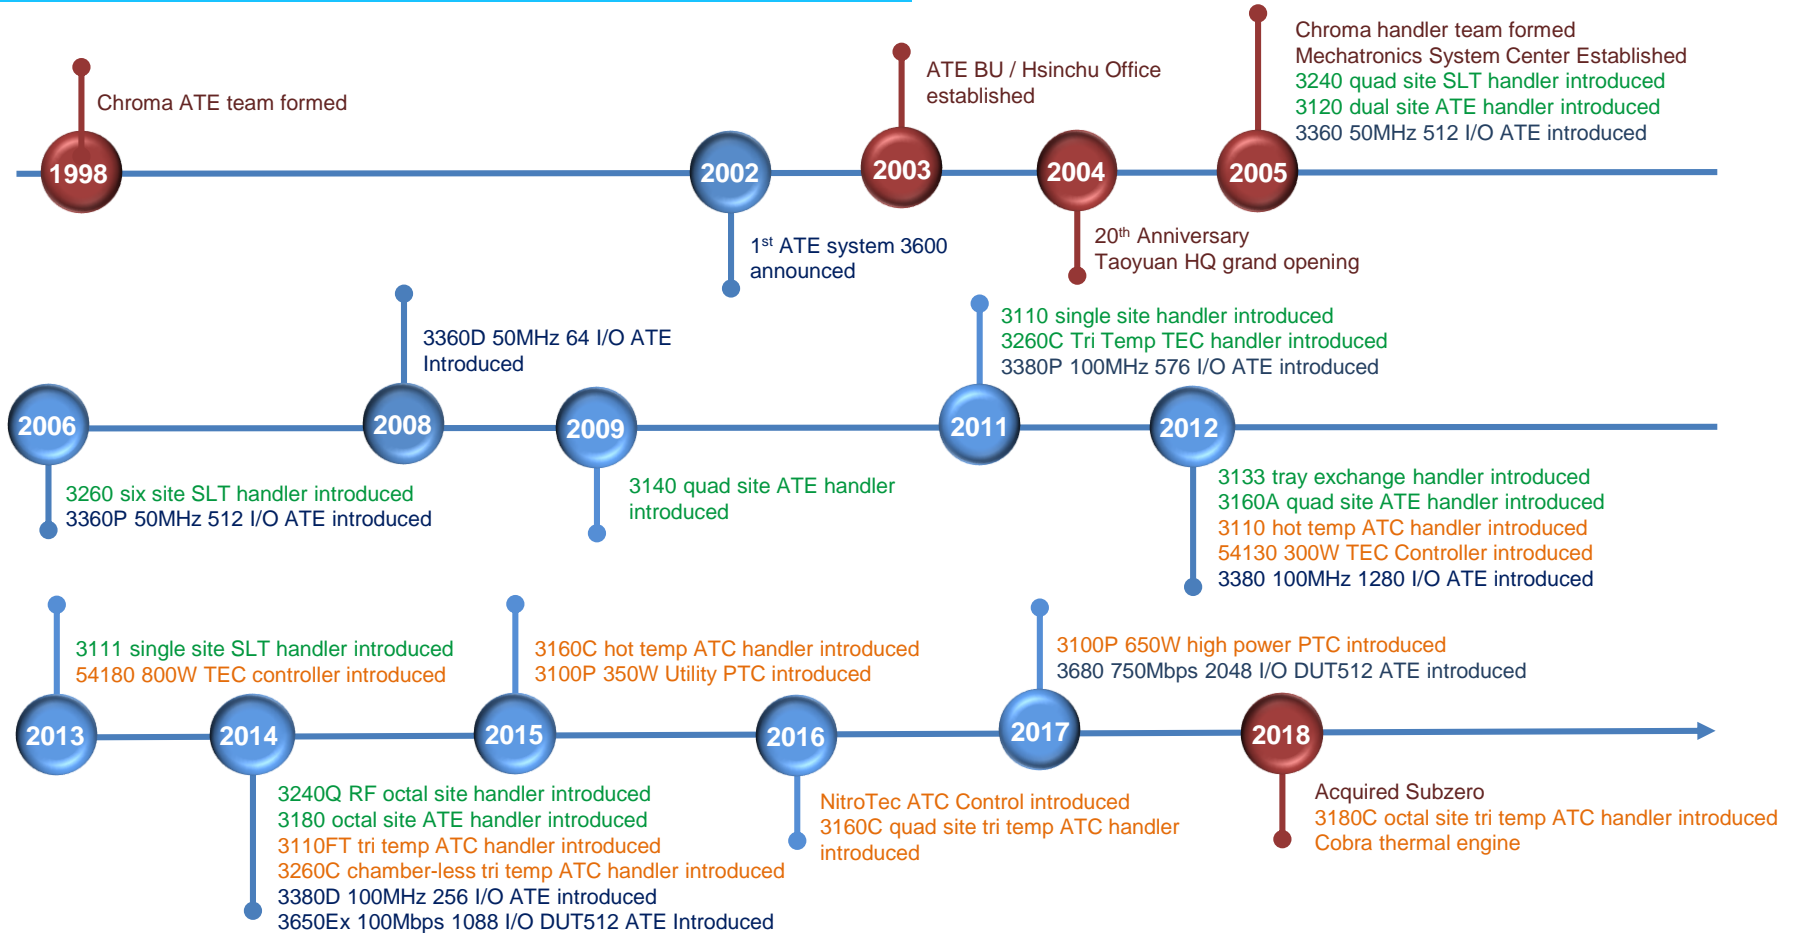 Chroma ATE team formed
1998
2002
1st ATE system 3600
announced
ATE BU / Hsinchu Office
established
2003
2004
20th Anniversary
Taoyuan HQ grand opening
Chroma handler team formed
Mechatronics System Center Established
3240 quad site SLT handler introduced
3120 dual site ATE handler introduced
3360 50MHz 512 I/O ATE introduced
2005
2006
3260 six site SLT handler introduced
3360P 50MHz 512 I/O ATE introduced
3360D 50MHz 64 I/O ATE
Introduced
2008
2009
3140 quad site ATE handler
introduced
3110 single site handler introduced
3260C Tri Temp TEC handler introduced
3380P 100MHz 576 I/O ATE introduced
2011
2012
3133 tray exchange handler introduced
3160A quad site ATE handler introduced
3110 hot temp ATC handler introduced
54130 300W TEC Controller introduced
3380 100MHz 1280 I/O ATE introduced
3111 single site SLT handler introduced
54180 800W TEC controller introduced
2013
2014
3240Q RF octal site handler introduced
3180 octal site ATE handler introduced
3110FT tri temp ATC handler introduced
3260C chamber-less tri temp ATC handler introduced
3380D 100MHz 256 I/O ATE introduced
3650Ex 100Mbps 1088 I/O DUT512 ATE Introduced
3160C hot temp ATC handler introduced
3100P 350W Utility PTC introduced
2015
2016
NitroTec ATC Control introduced
3160C quad site tri temp ATC handler
introduced
3100P 650W high power PTC introduced
3680 750Mbps 2048 I/O DUT512 ATE introduced
2017
2018
Acquired Subzero
3180C octal site tri temp ATC handler introduced
Cobra thermal engine